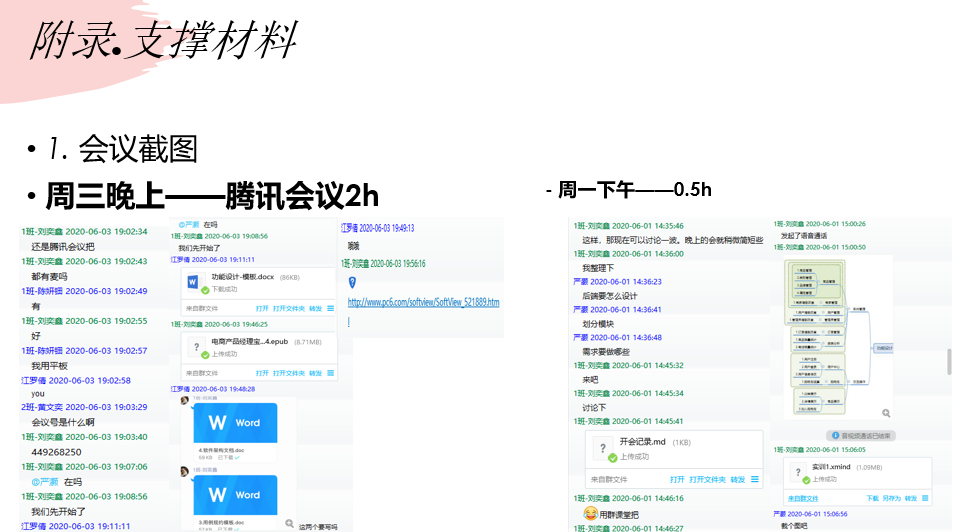 附录.支撑材料
• 1. 会议截图
• 周三晚上——腾讯会议2h
1班-刘奕鑫 2020-06-03 19:02:34
还是腾讯会议把
1班-刘奕鑫 2020-06-03 19:02:43
都有麦吗
1班-陈妍钿 2020-06-03 19:02:49
有
1班-刘奕鑫 2020-06-03 19:02:55
好
1班-陈妍钿 2020-06-03 19:02:57
我用平板
江罗倩 2020-06-03 19:02:58
you
2班-黄文奕 2020-06-03 19:03:29
会议号是什么啊
1班-刘奕鑫 2020-06-03 19:03:40
449268250
1班-刘奕鑫 2020-06-03 19:07:06
@严灏 在吗
1班-刘奕鑫 2020-06-03 19:08:56
我们先开始了
江罗倩 2020-06-03 19:11:11
@严灏 在吗
1班-刘奕鑫 2020-06-03 19:08:56
我们先开始了
江罗倩 2020-06-03 19:11:11
功能设计-模板.docx (86KB)
下载成功
来自群文件 打开 打开文件夹 转发
1班-刘奕鑫 2020-06-03 19:46:25
电商产品经理宝...4.epub (8.71MB)
上传成功
来自群文件 打开 打开文件夹 转发
江罗倩 2020-06-03 19:48:28
1班-刘奕鑫
W Word
4.软件架构文档.doc
59 KB 已下载
1班-刘奕鑫
W Word
3.用例规约模板.doc
这两个要写吗
江罗倩 2020-06-03 19:49:13
哦哦
1班-刘奕鑫 2020-06-03 19:56:16
http://www.pc6.com/softview/SoftView_521889.htm
l
- 周一下午——0.5h
1班-刘奕鑫 2020-06-01 14:35:46
这样，那现在可以讨论一波。晚上的会就稍微简短些
1班-刘奕鑫 2020-06-01 14:36:00
我整理下
严灏 2020-06-01 14:36:23
后端要怎么设计
严灏 2020-06-01 14:36:41
划分模块
严灏 2020-06-01 14:36:48
需求要做哪些
1班-刘奕鑫 2020-06-01 14:45:32
来吧
1班-刘奕鑫 2020-06-01 14:45:34
讨论下
1班-刘奕鑫 2020-06-01 14:45:41
开会记录.md (1KB)
上传成功
来自群文件 打开 打开文件夹 转发
1班-刘奕鑫 2020-06-01 14:46:16
用群课堂把
1班-刘奕鑫 2020-06-01 14:46:27
1班-刘奕鑫 2020-06-01 15:00:26
发起了语音通话
1班-刘奕鑫 2020-06-01 15:00:50
功能设计
音视频通话已结束
1班-刘奕鑫 2020-06-01 15:06:05
实训1.xmind (1.09MB)
上传成功
来自群文件 下载 另存为 转发
严灏 2020-06-01 15:06:56
截个图吧